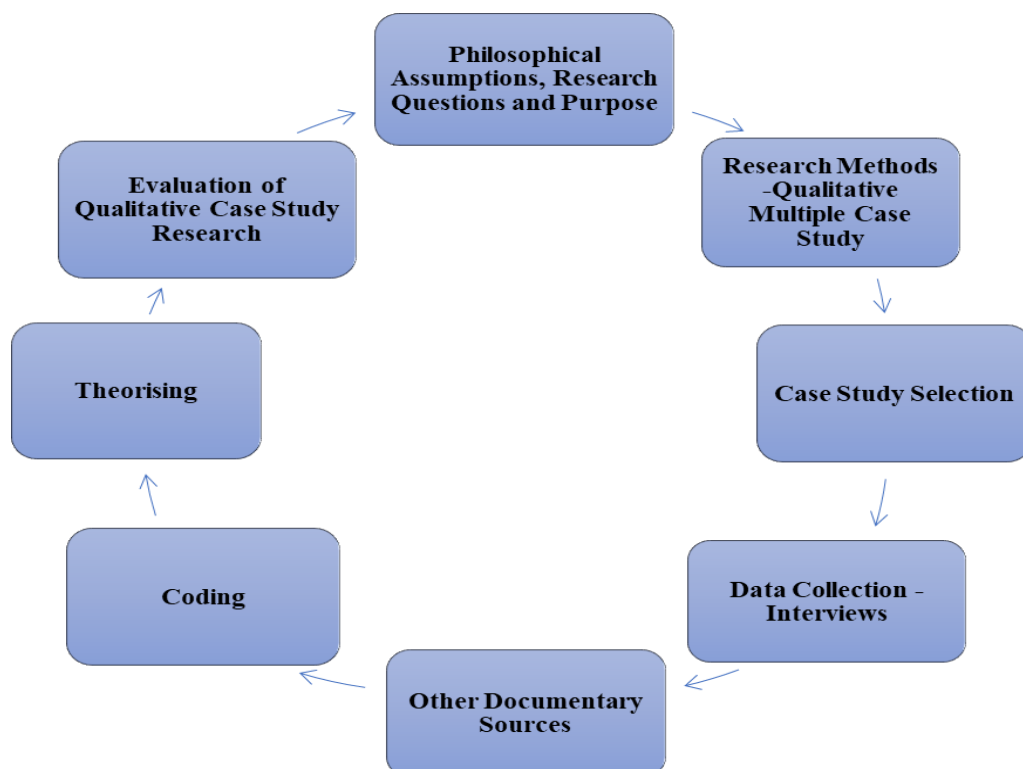 Philosophical
Assumptions, Research
Questions and Purpose
Research Methods
-Qualitative
Multiple Case
Study
Case Study Selection
Data Collection -
Interviews
Other Documentary
Sources
Coding
Theorising
Evaluation of
Qualitative Case Study
Research